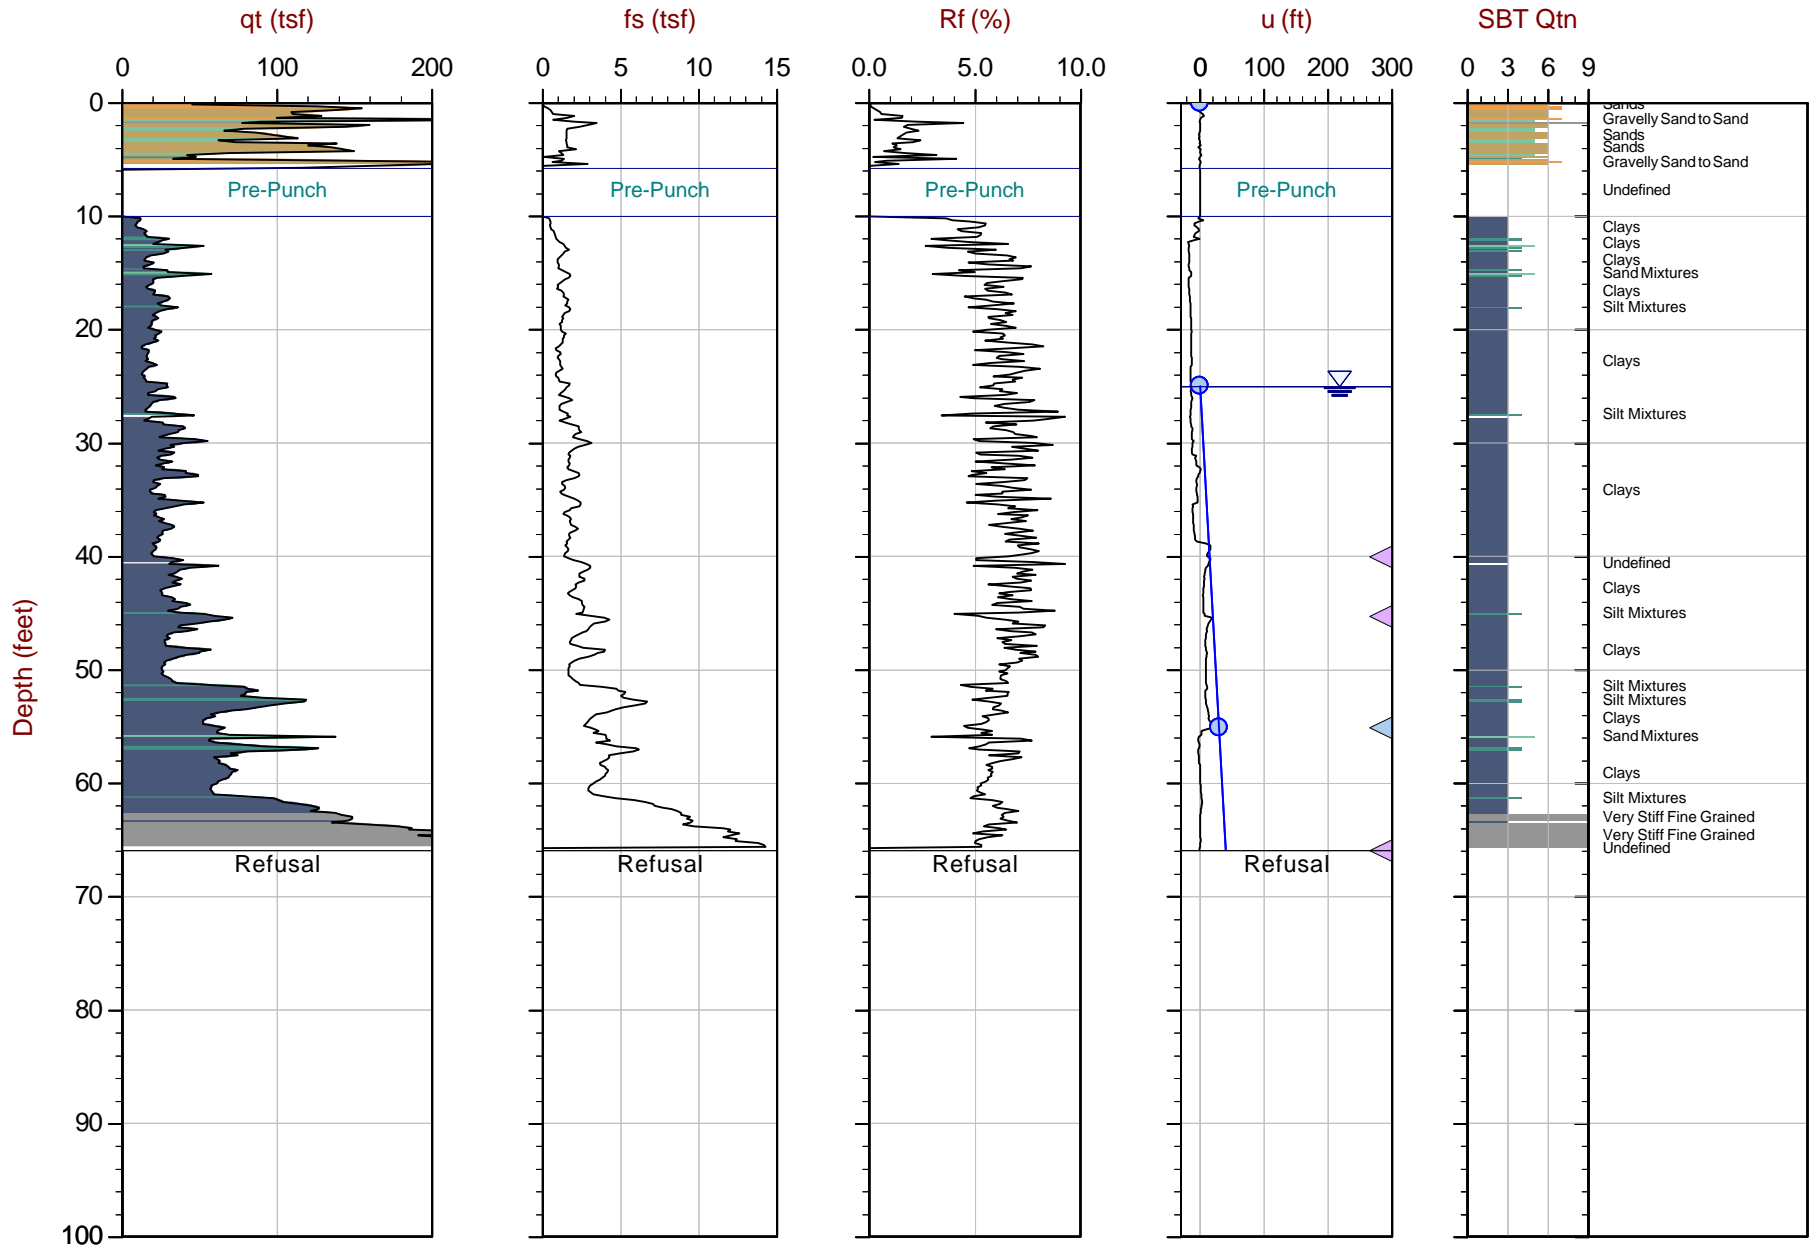 qt (tsf) fs (tsf) Rf (%) u (ft) SBT Qtn
0 100 200 0 5 10 15 0.0 5.0 10.0 0 100 200 300 0 3 6 9
0
10
20
30
40
50
60
70
80
90
100
Depth (feet)
Pre-Punch Pre-Punch Pre-Punch Pre-Punch
Refusal Refusal Refusal Refusal
Sands
Gravelly Sand to Sand
Sands
Sands
Gravelly Sand to Sand
Undefined
Clays
Clays
Clays
Sand Mixtures
Clays
Silt Mixtures
Clays
Silt Mixtures
Clays
Undefined
Clays
Silt Mixtures
Clays
Silt Mixtures
Silt Mixtures
Clays
Sand Mixtures
Clays
Silt Mixtures
Very Stiff Fine Grained
Very Stiff Fine Grained
Undefined